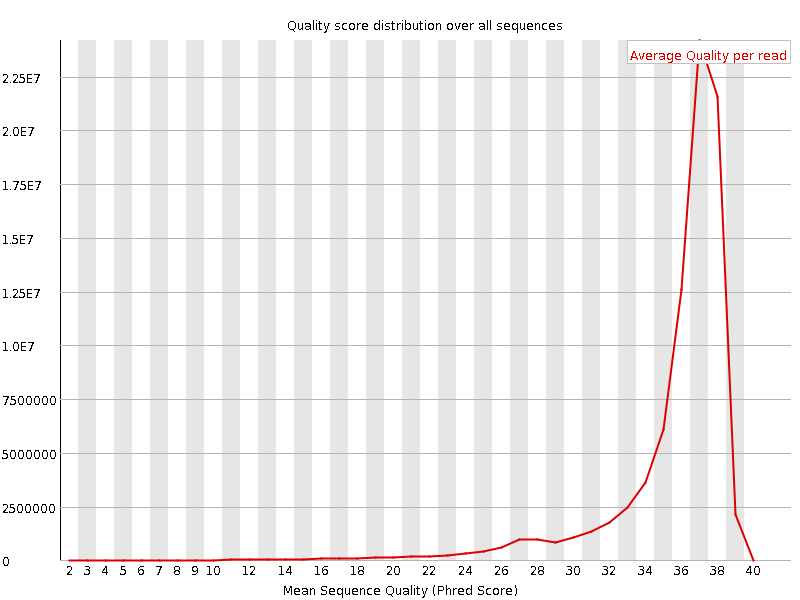 Quality score distribution over all sequences
Average Quality per read
2.25E7
2.0E7
1.75E7
1.5E7
1.25E7
1.0E7
7500000
5000000
2500000
0
2 3 4 5 6 7 8 9 10 12 14 16 18 20 22 24 26 28 30 32 34 36 38 40
Mean Sequence Quality (Phred Score)